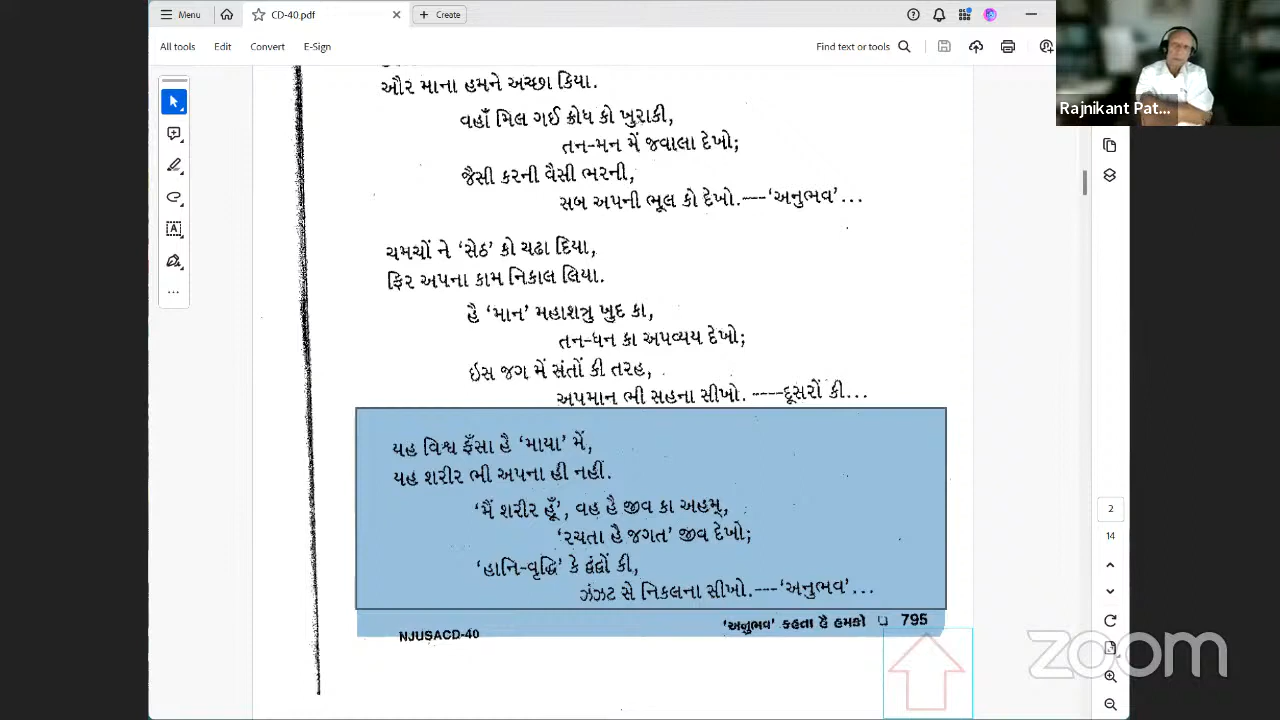 Menu
CD-40.pdf
Create
All tools
Edit
Convert
E-Sign
Find text or tools
Rajnikant Pat...
ઔર માના હમને અચ્છા કિયા.
વહાઁ મિલ ગઈ ક્રોધ કો ખુરાકી,
તન-મન મેં જવાલા દેખો;
જૈસી કરની વૈસી ભરની,
સબ અપની ભૂલ કો દેખો.---‘અનુભવ’...
ચમચોં ને ‘સેઠ’ કો ચઢા દિયા,
ફિર અપના કામ નિકાલ લિયા.
હૈ ‘માન’ મહાશત્રુ ખુદ કા,
તન-ધન કા અપવ્યય દેખો;
ઇસ જગ મેં સંતોં કી તરહ,
અપમાન ભી સહના સીખો. ----દૂસરોં કી...
યહ વિશ્વ ફઁસા હૈ ‘માયા’ મેં,
યહ શરીર ભી અપના હી નહીં.
‘મૈં શરીર હૂઁ’, વહ હૈ જીવ કા અહમ્,
‘રચતા હૈ જગત’ જીવ દેખો;
‘હાનિ-વૃદ્ધિ’ કે દ્વંદ્વોં કી,
ઝંઝટ સે નિકલના સીખો.---‘અનુભવ’...
NJUSACD-40
‘અનુભવ’ કહતા હૈ હમકો ❑ 795
2
14
zoom